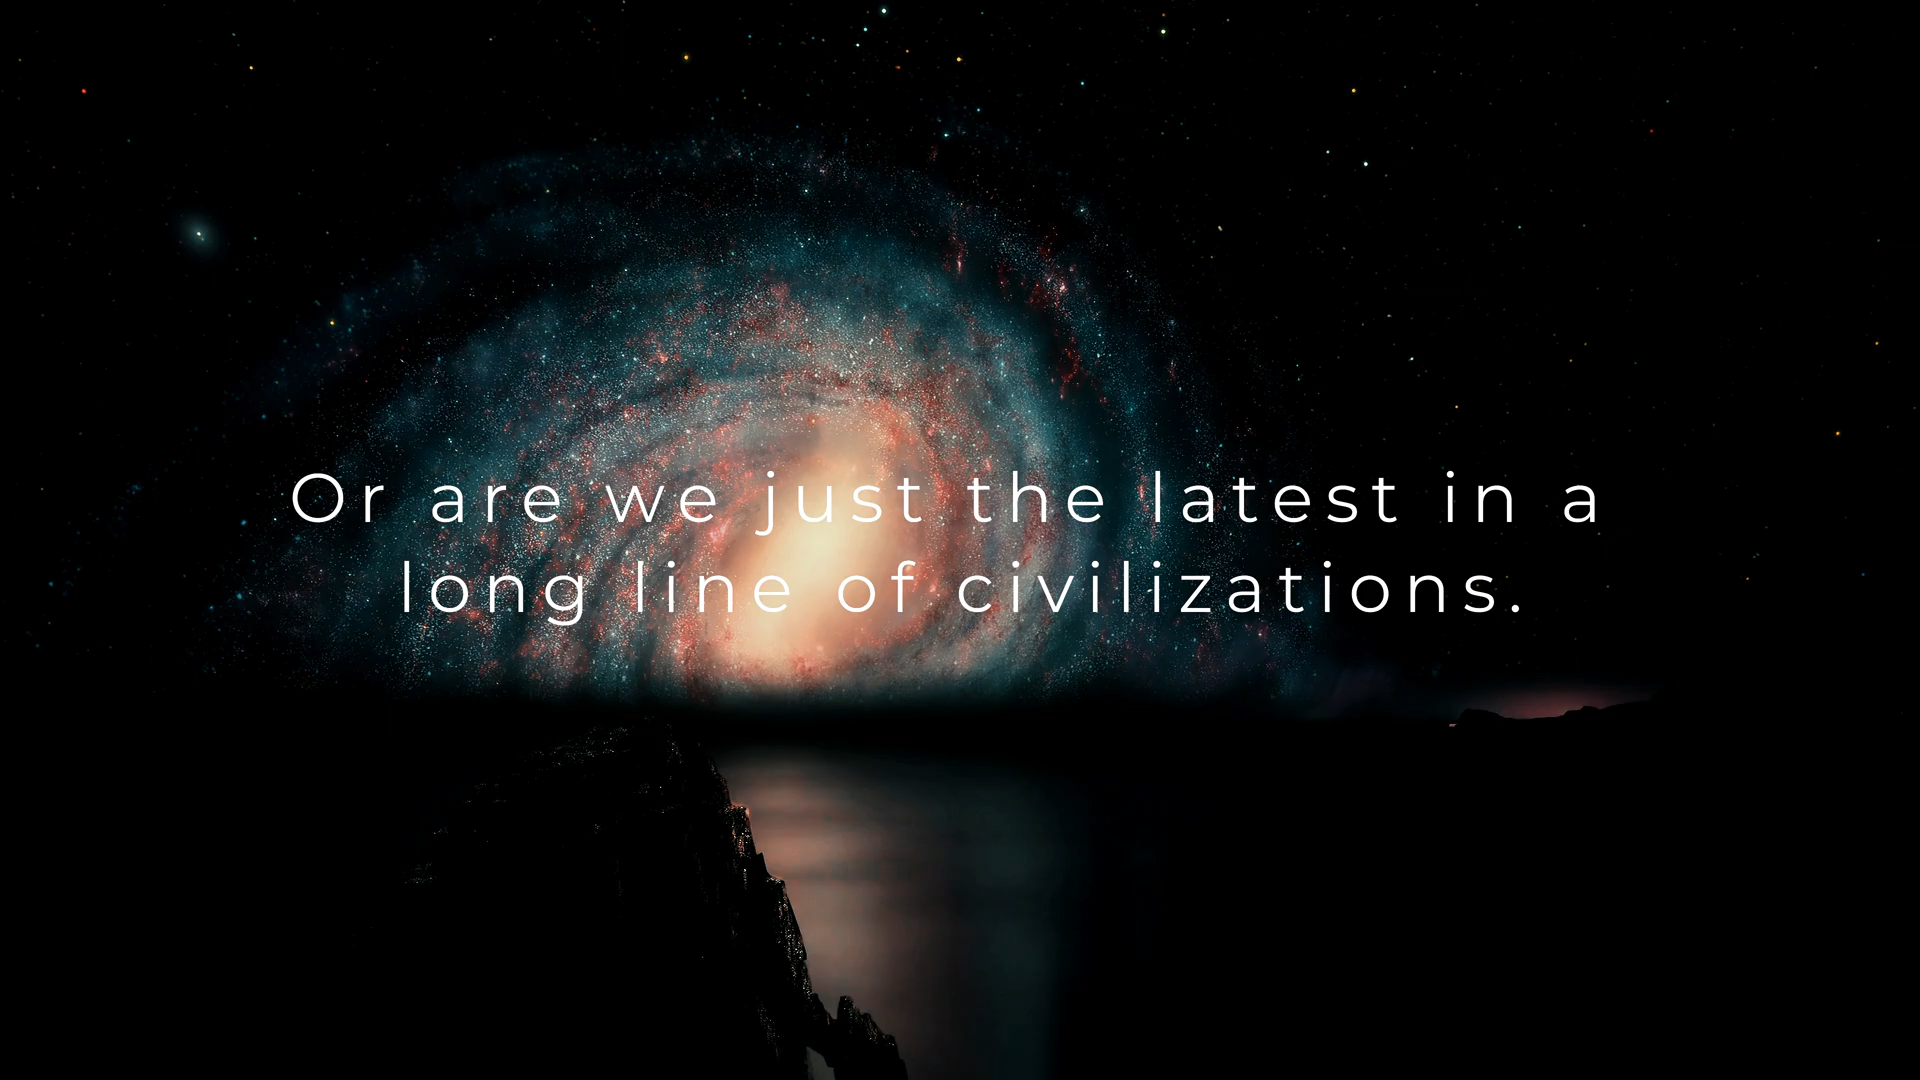 Or are we just the latest in a
long line of civilizations.